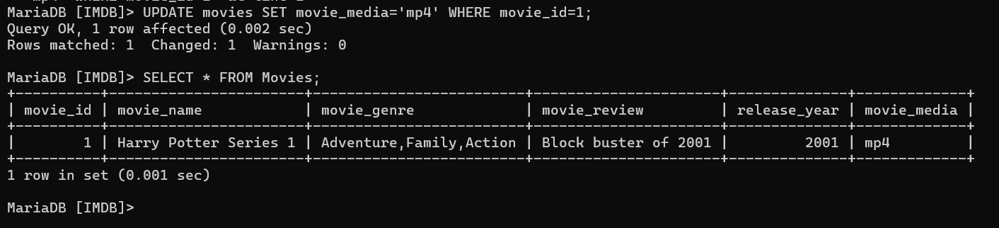 MariaDB [IMDB]> UPDATE movies SET movie_media='mp4' WHERE movie_id=1;
Query OK, 1 row affected (0.002 sec)
Rows matched: 1  Changed: 1  Warnings: 0
MariaDB [IMDB]> SELECT * FROM Movies;
+----------+-----------------------+-------------------------+----------------------+--------------+-------------+
| movie_id | movie_name            | movie_genre             | movie_review         | release_year | movie_media |
+----------+-----------------------+-------------------------+----------------------+--------------+-------------+
|        1 | Harry Potter Series 1 | Adventure,Family,Action | Block buster of 2001 |         2001 | mp4         |
+----------+-----------------------+-------------------------+----------------------+--------------+-------------+
1 row in set (0.001 sec)
MariaDB [IMDB]>